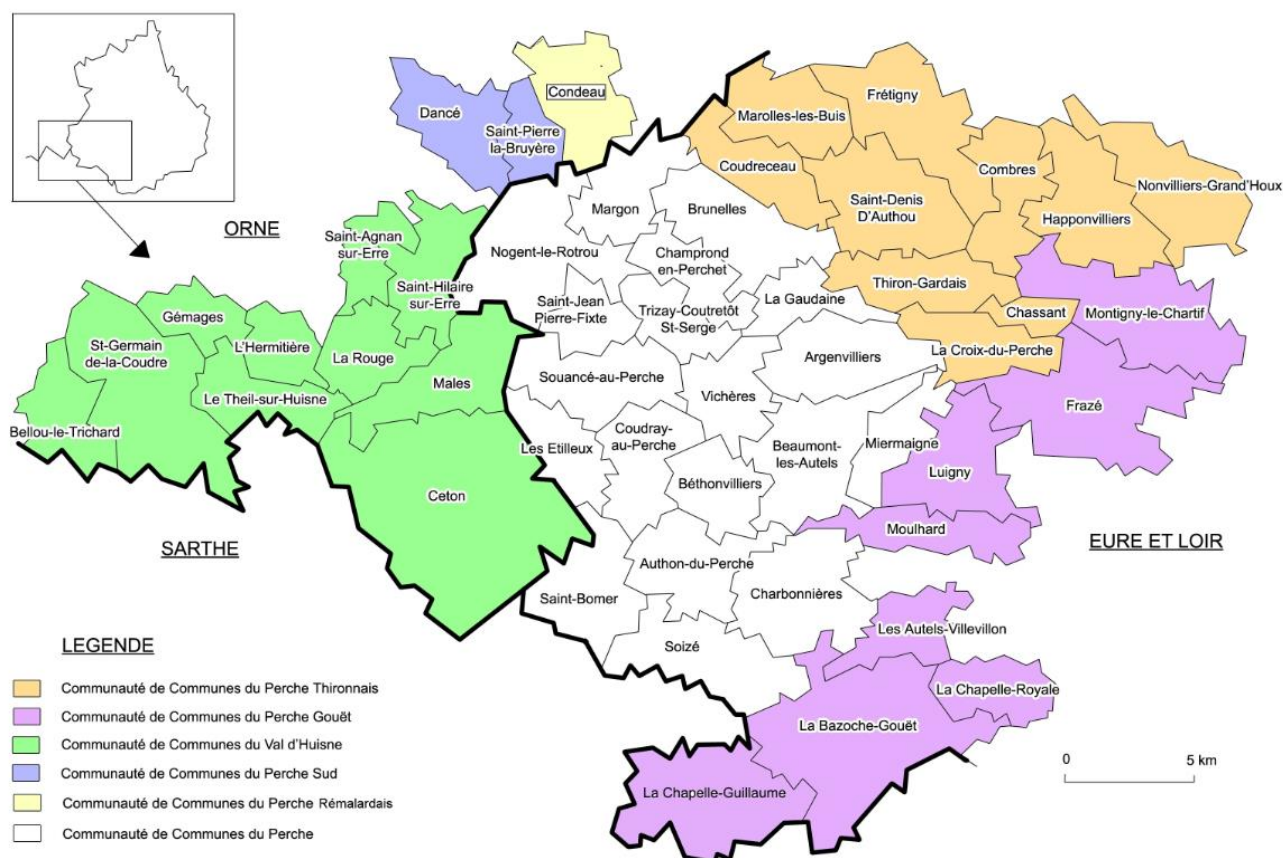 Condeau
Dancé
Saint-Pierre
la-Bruyère
Frétigny
Marolles-les-Buis
Coudreceau
Combres
Nonvilliers-Grand'Houx
Saint-Denis
D'Authou
Happonvilliers
Margon
Brunelles
ORNE
Saint-Agnan
sur-Erre
Nogent-le-Rotrou
Champrond
en-Perchet
Thiron-Gardais
Saint-Hilaire
sur-Erre
Saint-Jean
Pierre-Fixte
Trizay-Coutretôt
St-Serge
La Gaudaine
Chassant
Montigny-le-Chartif
Gémages
L'Hermitière
St-Germain
de-la-Coudre
La Rouge
Argenvilliers
La Croix-du-Perche
Males
Souancé-au-Perche
Le Theil-sur-Huisne
Vichères
Frazé
Bellou-le-Trichard
Les Etilleux
Coudray-
au-Perche
Beaumont-
les-Autels
Miermaigne
Luigny
Béthonvilliers
Ceton
Moulhard
SARTHE
EURE ET LOIR
Authon-du-Perche
Charbonnières
Saint-Bomer
Les Autels-Villevillon
Soizé
La Chapelle-Royale
La Bazoche-Gouët
La Chapelle-Guillaume
0 5 km
LEGENDE
Communauté de Communes du Perche Thironnais
Communauté de Communes du Perche Gouët
Communauté de Communes du Val d'Huisne
Communauté de Communes du Perche Sud
Communauté de Communes du Perche Rémalardais
Communauté de Communes du Perche